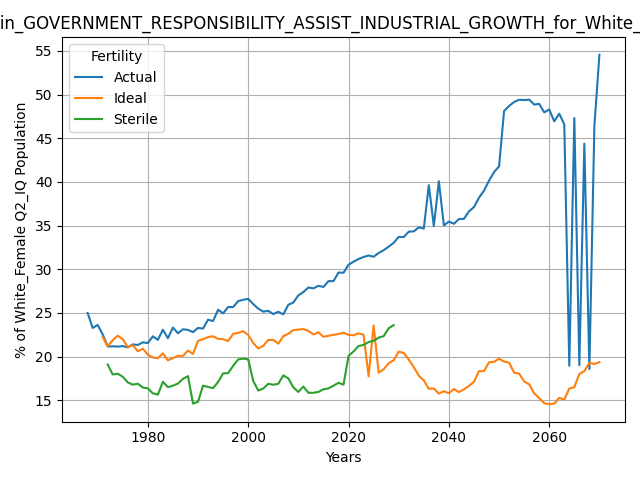 in_GOVERNMENT_RESPONSIBILITY_ASSIST_INDUSTRIAL_GROWTH_for_White_
Fertility
Actual
Ideal
Sterile
% of White_Female Q2_IQ Population
55
50
45
40
35
30
25
20
15
1980
2000
2020
2040
2060
Years